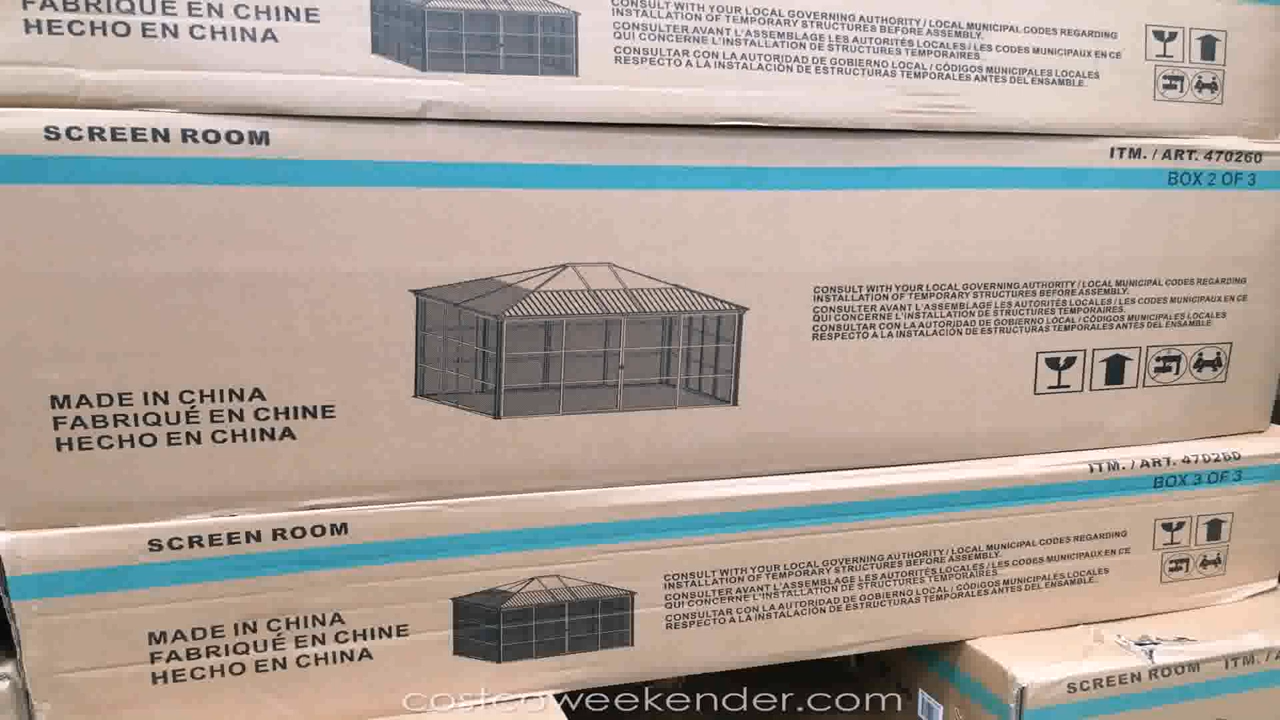 FABRIQUÉ EN CHINE
HECHO EN CHINA
CONSULT WITH YOUR LOCAL GOVERNING AUTHORITY / LOCAL MUNICIPAL CODES REGARDING
INSTALLATION OF TEMPORARY STRUCTURES BEFORE ASSEMBLY.
CONSULTER AVANT L'ASSEMBLAGE LES AUTORITÉS LOCALES / LES CODES MUNICIPAUX EN CE
QUI CONCERNE L'INSTALLATION DE STRUCTURES TEMPORAIRES
CONSULTAR CON LA AUTORIDAD DE GOBIERNO LOCAL / CÓDIGOS MUNICIPALES LOCALES
RESPECTO A LA INSTALACIÓN DE ESTRUCTURAS TEMPORALES ANTES DEL ENSAMBLE.
SCREEN ROOM
ITM. / ART. 470260
BOX 2 OF 3
CONSULT WITH YOUR LOCAL GOVERNING AUTHORITY / LOCAL MUNICIPAL CODES REGARDING
INSTALLATION OF TEMPORARY STRUCTURES BEFORE ASSEMBLY.
CONSULTER AVANT L'ASSEMBLAGE LES AUTORITÉS LOCALES / LES CODES MUNICIPAUX EN CE
QUI CONCERNE L'INSTALLATION DE STRUCTURES TEMPORAIRES.
CONSULTAR CON LA AUTORIDAD DE GOBIERNO LOCAL / CÓDIGOS MUNICIPALES LOCALES
RESPECTO A LA INSTALACIÓN DE ESTRUCTURAS TEMPORALES ANTES DEL ENSAMBLE.
MADE IN CHINA
FABRIQUÉ EN CHINE
HECHO EN CHINA
SCREEN ROOM
ITM. / ART. 470260
BOX 3 OF 3
CONSULT WITH YOUR LOCAL GOVERNING AUTHORITY / LOCAL MUNICIPAL CODES REGARDING
INSTALLATION OF TEMPORARY STRUCTURES BEFORE ASSEMBLY.
CONSULTER AVANT L'ASSEMBLAGE LES AUTORITÉS LOCALES / LES CODES MUNICIPAUX EN CE
QUI CONCERNE L'INSTALLATION DE STRUCTURES TEMPORAIRES
CONSULTAR CON LA AUTORIDAD DE GOBIERNO LOCAL / CÓDIGOS MUNICIPALES LOCALES
RESPECTO A LA INSTALACIÓN DE ESTRUCTURAS TEMPORALES ANTES DEL ENSAMBLE.
MADE IN CHINA
FABRIQUÉ EN CHINE
HECHO EN CHINA
SCREEN ROOM
ITM. / A
costcoweekender.com